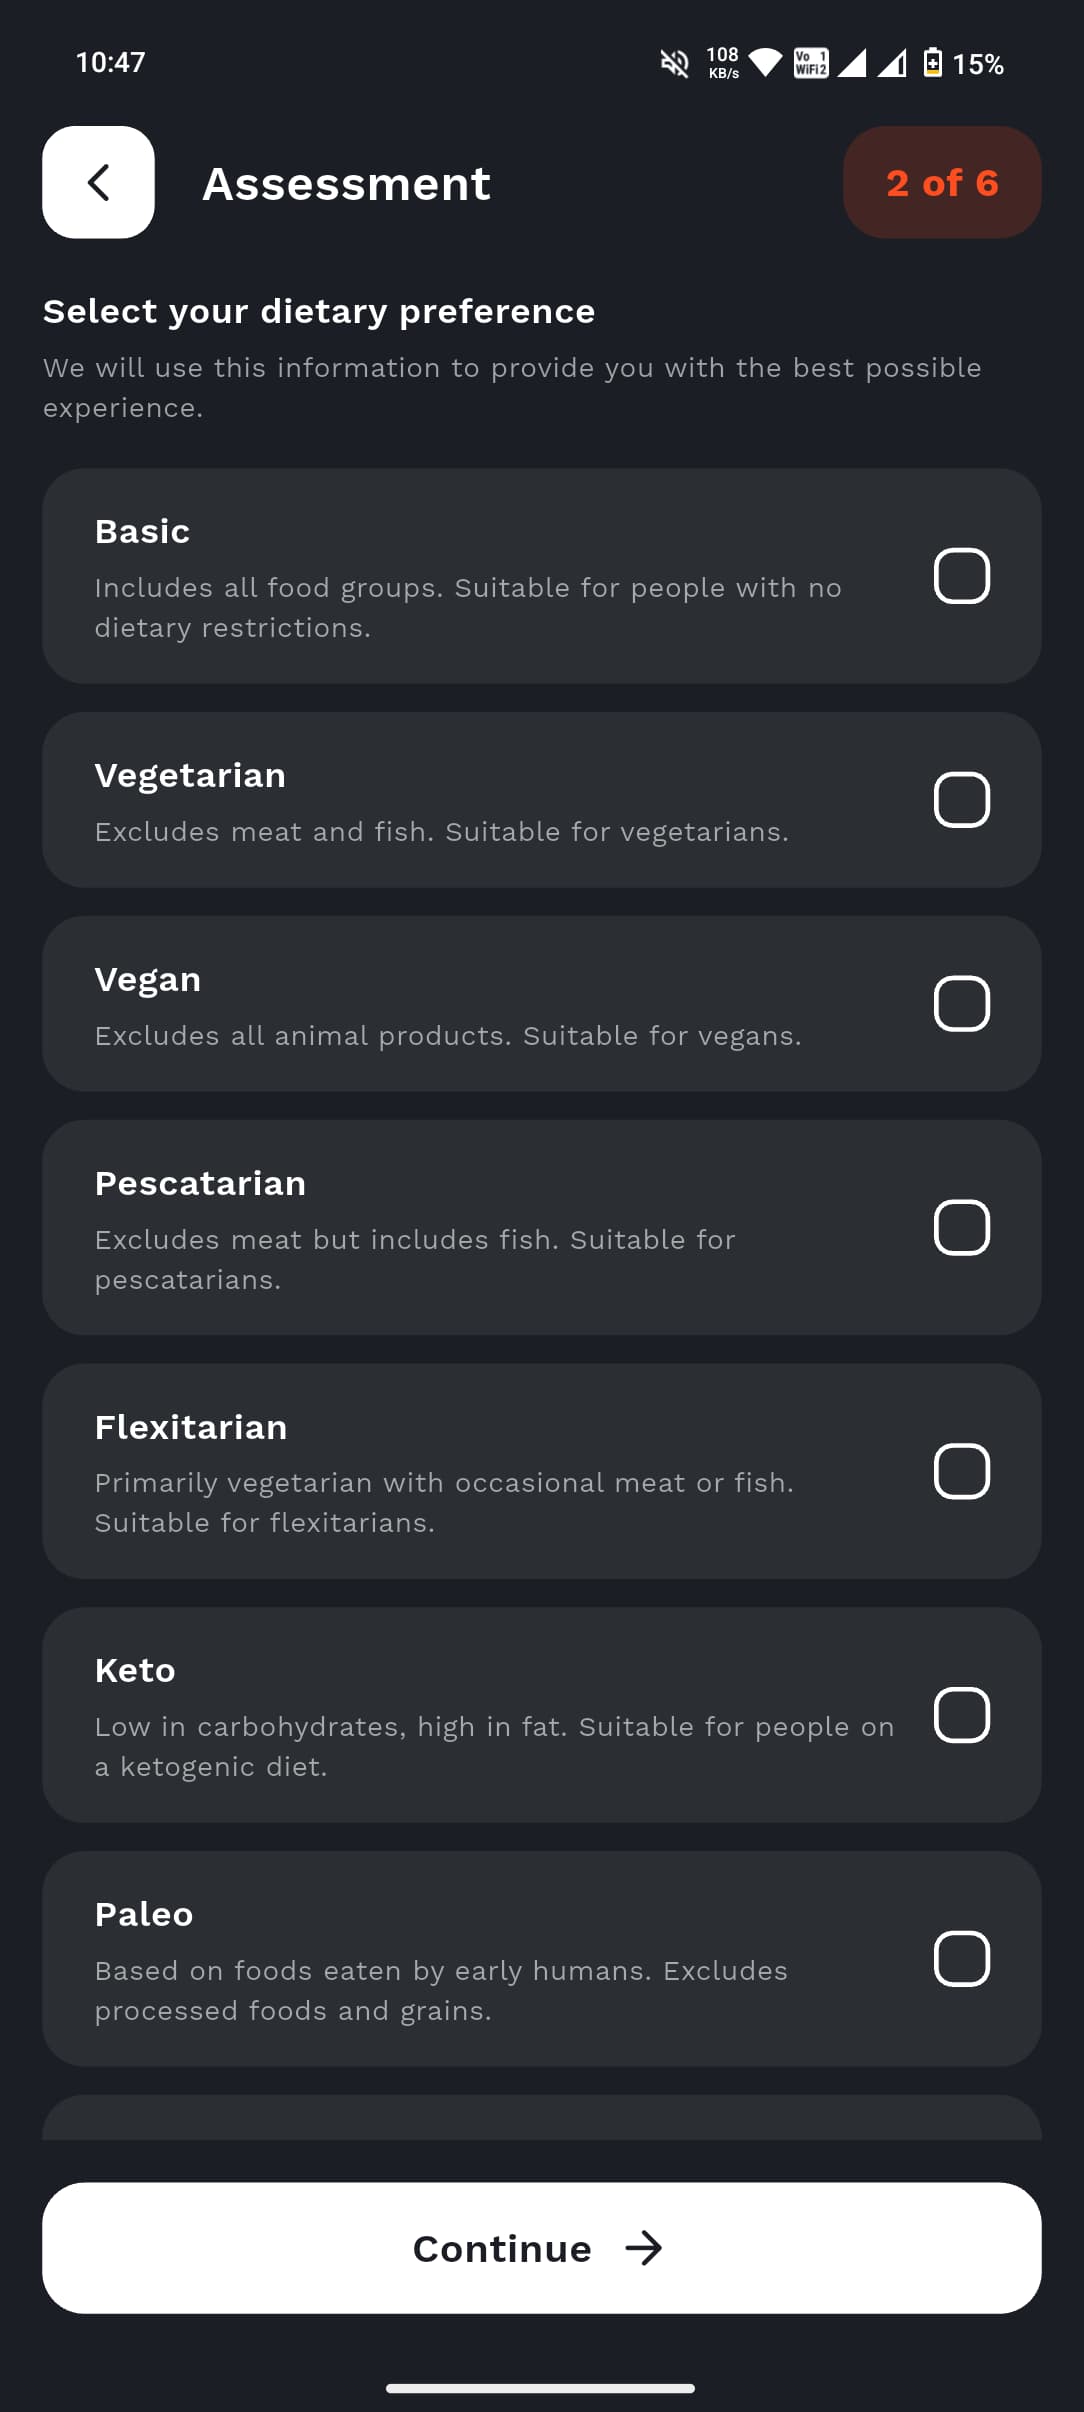 10:47
108
KB/s
Vo 1
WiFi2
15%
Assessment
2 of 6
Select your dietary preference
We will use this information to provide you with the best possible
experience.
Basic
Includes all food groups. Suitable for people with no
dietary restrictions.
Vegetarian
Excludes meat and fish. Suitable for vegetarians.
Vegan
Excludes all animal products. Suitable for vegans.
Pescatarian
Excludes meat but includes fish. Suitable for
pescatarians.
Flexitarian
Primarily vegetarian with occasional meat or fish.
Suitable for flexitarians.
Keto
Low in carbohydrates, high in fat. Suitable for people on
a ketogenic diet.
Paleo
Based on foods eaten by early humans. Excludes
processed foods and grains.
Continue